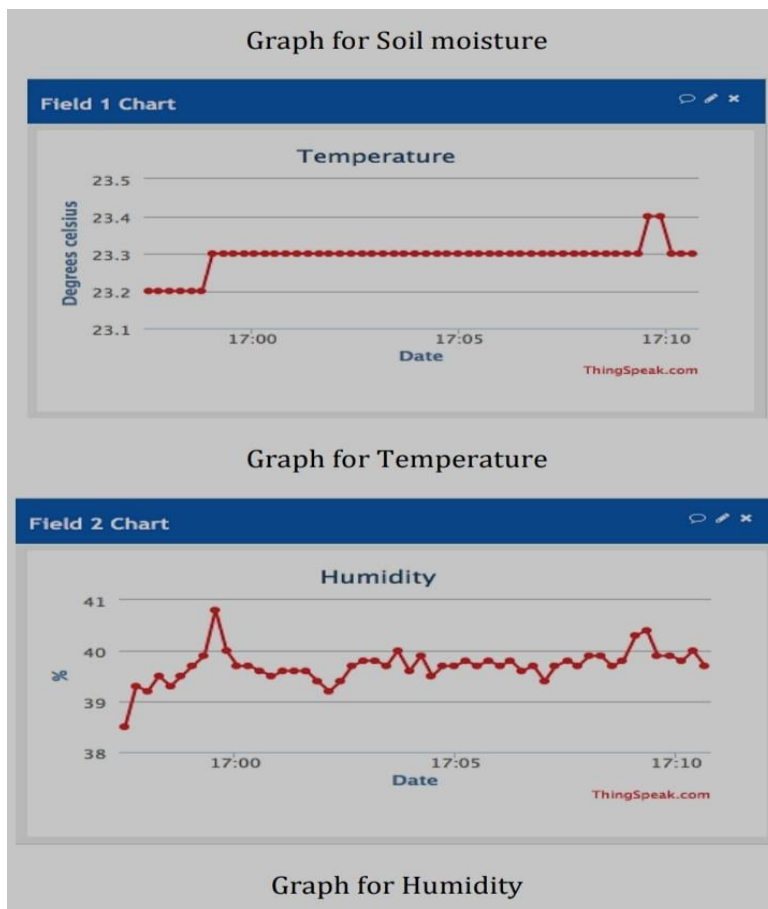 Graph for Soil moisture
Field 1 Chart
Temperature
23.5
23.4
23.3
23.2
23.1
Degrees celsius
17:00 17:05 17:10
Date
ThingSpeak.com
Graph for Temperature
Field 2 Chart
Humidity
41
40
39
38
%
17:00 17:05 17:10
Date
ThingSpeak.com
Graph for Humidity